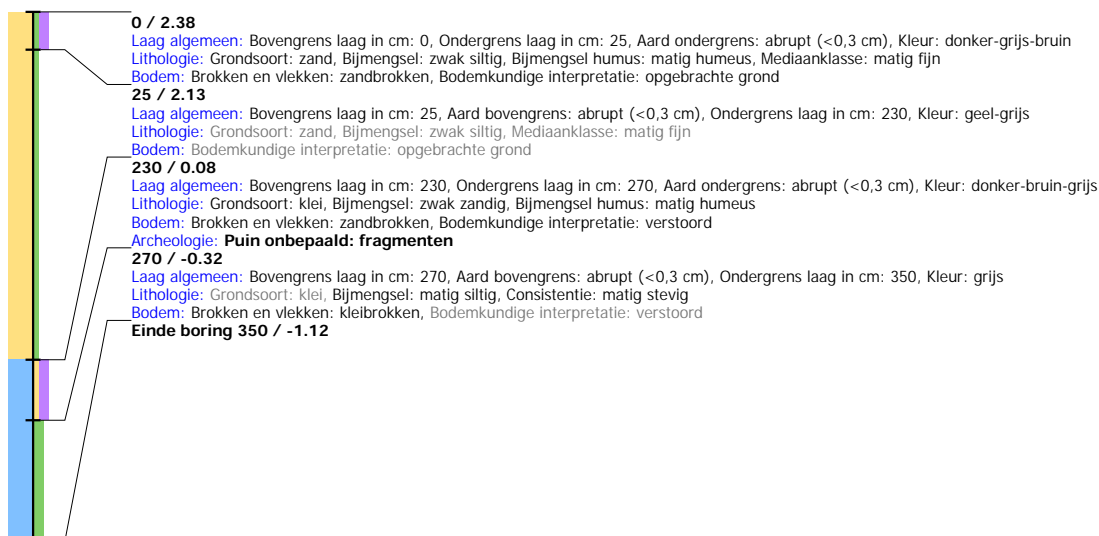 0 / 2.38
Laag algemeen: Bovengrens laag in cm: 0, Ondergrens laag in cm: 25, Aard ondergrens: abrupt (<0,3 cm), Kleur: donker-grijs-bruin
Lithologie: Grondsoort: zand, Bijmengsel: zwak siltig, Bijmengsel humus: matig humeus, Mediaanklasse: matig fijn
Bodem: Brokken en vlekken: zandbrokken, Bodemkundige interpretatie: opgebrachte grond
25 / 2.13
Laag algemeen: Bovengrens laag in cm: 25, Aard bovengrens: abrupt (<0,3 cm), Ondergrens laag in cm: 230, Kleur: geel-grijs
Lithologie: Grondsoort: zand, Bijmengsel: zwak siltig, Mediaanklasse: matig fijn
Bodem: Bodemkundige interpretatie: opgebrachte grond
230 / 0.08
Laag algemeen: Bovengrens laag in cm: 230, Ondergrens laag in cm: 270, Aard ondergrens: abrupt (<0,3 cm), Kleur: donker-bruin-grijs
Lithologie: Grondsoort: klei, Bijmengsel: zwak zandig, Bijmengsel humus: matig humeus
Bodem: Brokken en vlekken: zandbrokken, Bodemkundige interpretatie: verstoord
Archeologie: Puin onbepaald: fragmenten
270 / -0.32
Laag algemeen: Bovengrens laag in cm: 270, Aard bovengrens: abrupt (<0,3 cm), Ondergrens laag in cm: 350, Kleur: grijs
Lithologie: Grondsoort: klei, Bijmengsel: matig siltig, Consistentie: matig stevig
Bodem: Brokken en vlekken: kleibrokken, Bodemkundige interpretatie: verstoord
Einde boring 350 / -1.12